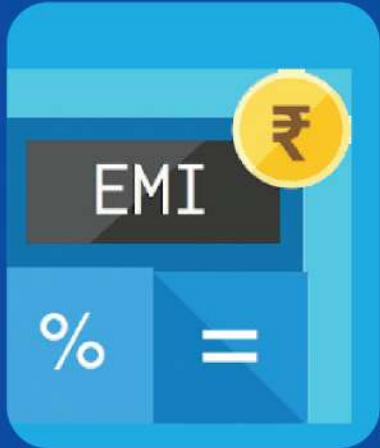 ₹
EMI
% =